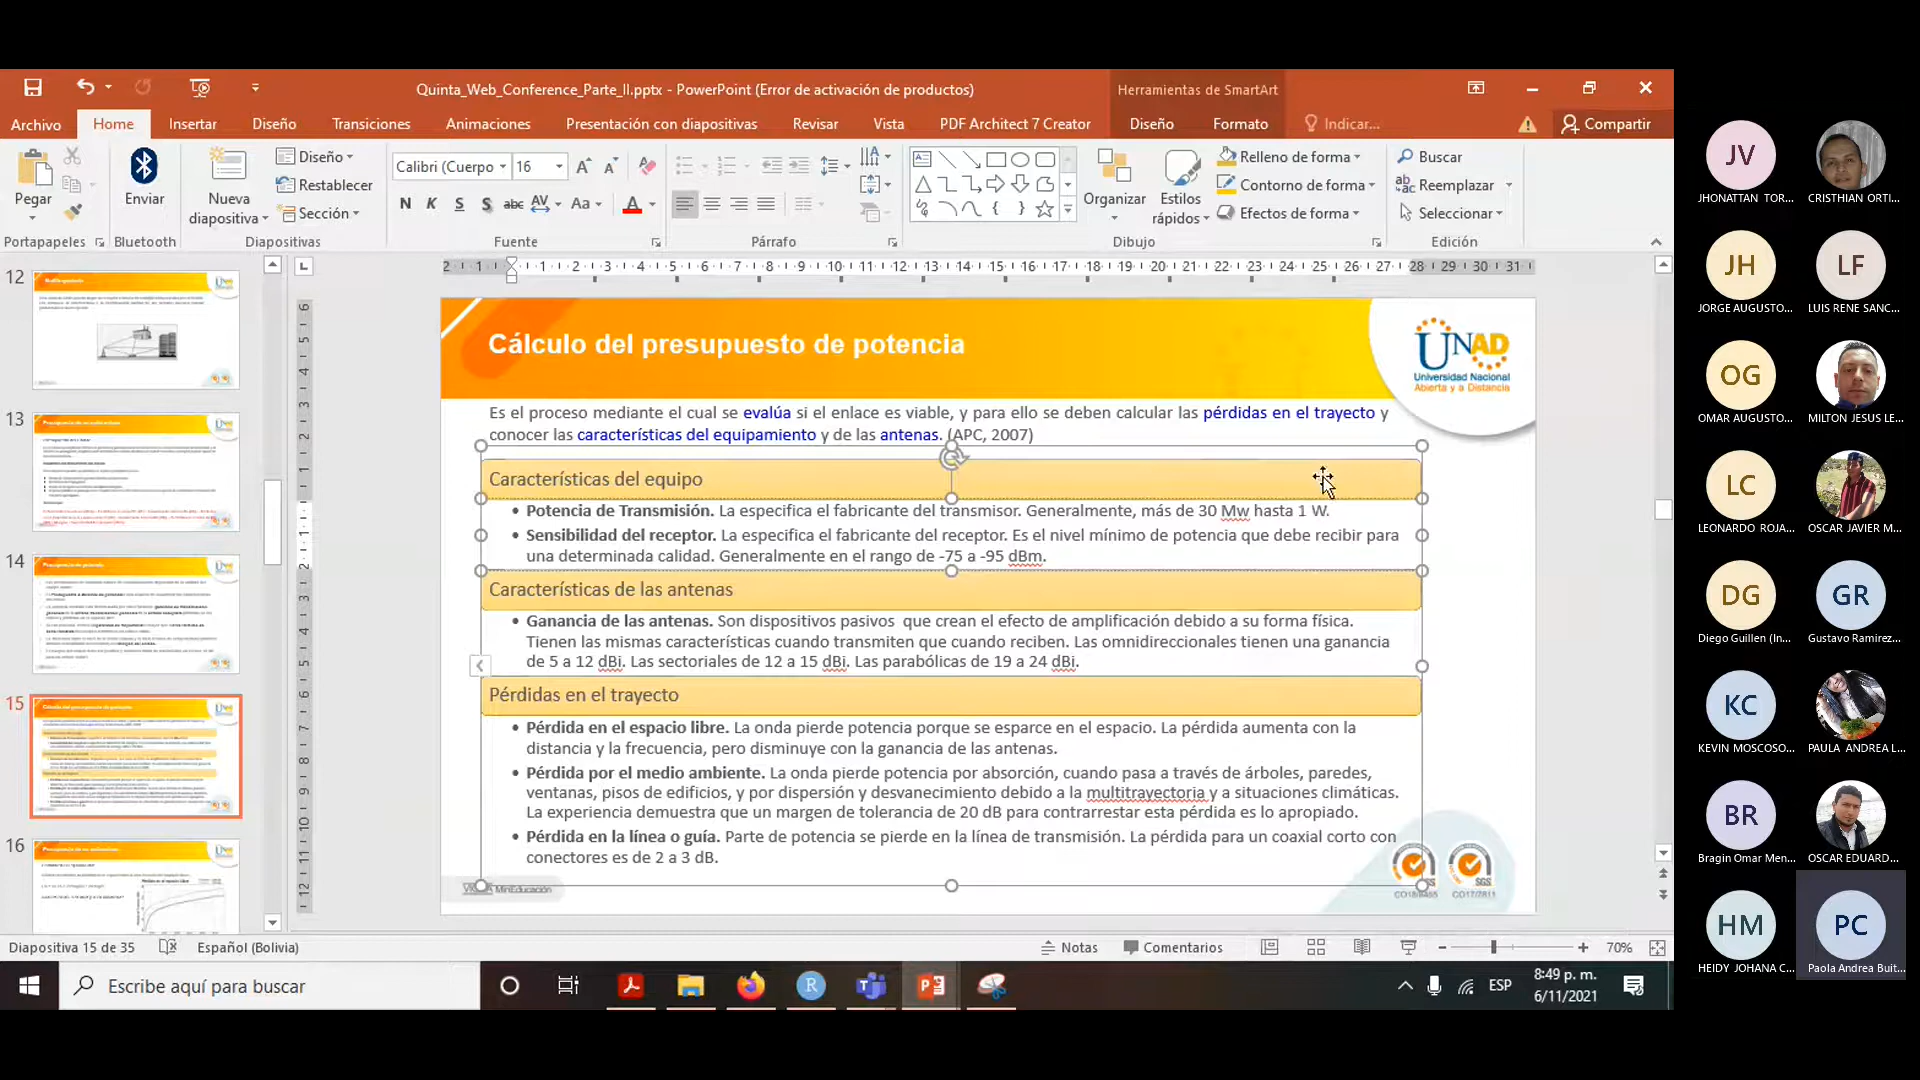 Quinta_Web_Conference_Parte_II.pptx - PowerPoint (Error de activación de productos)
Herramientas de SmartArt
Archivo Home Insertar Diseño Transiciones Animaciones Presentación con diapositivas Revisar Vista PDF Architect 7 Creator Diseño Formato Indicar... Compartir
Pegar
Portapapeles
Enviar
Bluetooth
Nueva
diapositiva
Diseño
Restablecer
Sección
Diapositivas
Calibri (Cuerpo 16
N K S S abc AV Aa A
Fuente
Párrafo
Organizar
Estilos
rápidos
Relleno de forma
Contorno de forma
Efectos de forma
Dibujo
Buscar
Reemplazar
Seleccionar
Edición
12
13
14
15
16
Cálculo del presupuesto de potencia
UNAD
Universidad Nacional
Abierta y a Distancia
Es el proceso mediante el cual se evalúa si el enlace es viable, y para ello se deben calcular las pérdidas en el trayecto y
conocer las características del equipamiento y de las antenas. (APC, 2007)
Características del equipo
• Potencia de Transmisión. La especifica el fabricante del transmisor. Generalmente, más de 30 Mw hasta 1 W.
• Sensibilidad del receptor. La especifica el fabricante del receptor. Es el nivel mínimo de potencia que debe recibir para
una determinada calidad. Generalmente en el rango de -75 a -95 dBm.
Características de las antenas
• Ganancia de las antenas. Son dispositivos pasivos que crean el efecto de amplificación debido a su forma física.
Tienen las mismas características cuando transmiten que cuando reciben. Las omnidireccionales tienen una ganancia
de 5 a 12 dBi. Las sectoriales de 12 a 15 dBi. Las parabólicas de 19 a 24 dBi.
Pérdidas en el trayecto
• Pérdida en el espacio libre. La onda pierde potencia porque se esparce en el espacio. La pérdida aumenta con la
distancia y la frecuencia, pero disminuye con la ganancia de las antenas.
• Pérdida por el medio ambiente. La onda pierde potencia por absorción, cuando pasa a través de árboles, paredes,
ventanas, pisos de edificios, y por dispersión y desvanecimiento debido a la multitrayectoria y a situaciones climáticas.
La experiencia demuestra que un margen de tolerancia de 20 dB para contrarrestar esta pérdida es lo apropiado.
• Pérdida en la línea o guía. Parte de potencia se pierde en la línea de transmisión. La pérdida para un coaxial corto con
conectores es de 2 a 3 dB.
MinEducación
SGS SGS
Diapositiva 15 de 35 Español (Bolivia) Notas Comentarios 70%
Escribe aquí para buscar
ESP
8:49 p. m.
6/11/2021
JV
JHONATTAN TOR...
CRISTHIAN ORTI...
JH
JORGE AUGUSTO...
LF
LUIS RENE SANC...
OG
OMAR AUGUSTO...
MILTON JESUS LE...
LC
LEONARDO ROJA...
OSCAR JAVIER M...
DG
Diego Guillen (In...
GR
Gustavo Ramirez...
KC
KEVIN MOSCOSO...
PAULA ANDREA L...
BR
Bragin Omar Men...
OSCAR EDUARD...
HM
HEIDY JOHANA C...
PC
Paola Andrea Buit...